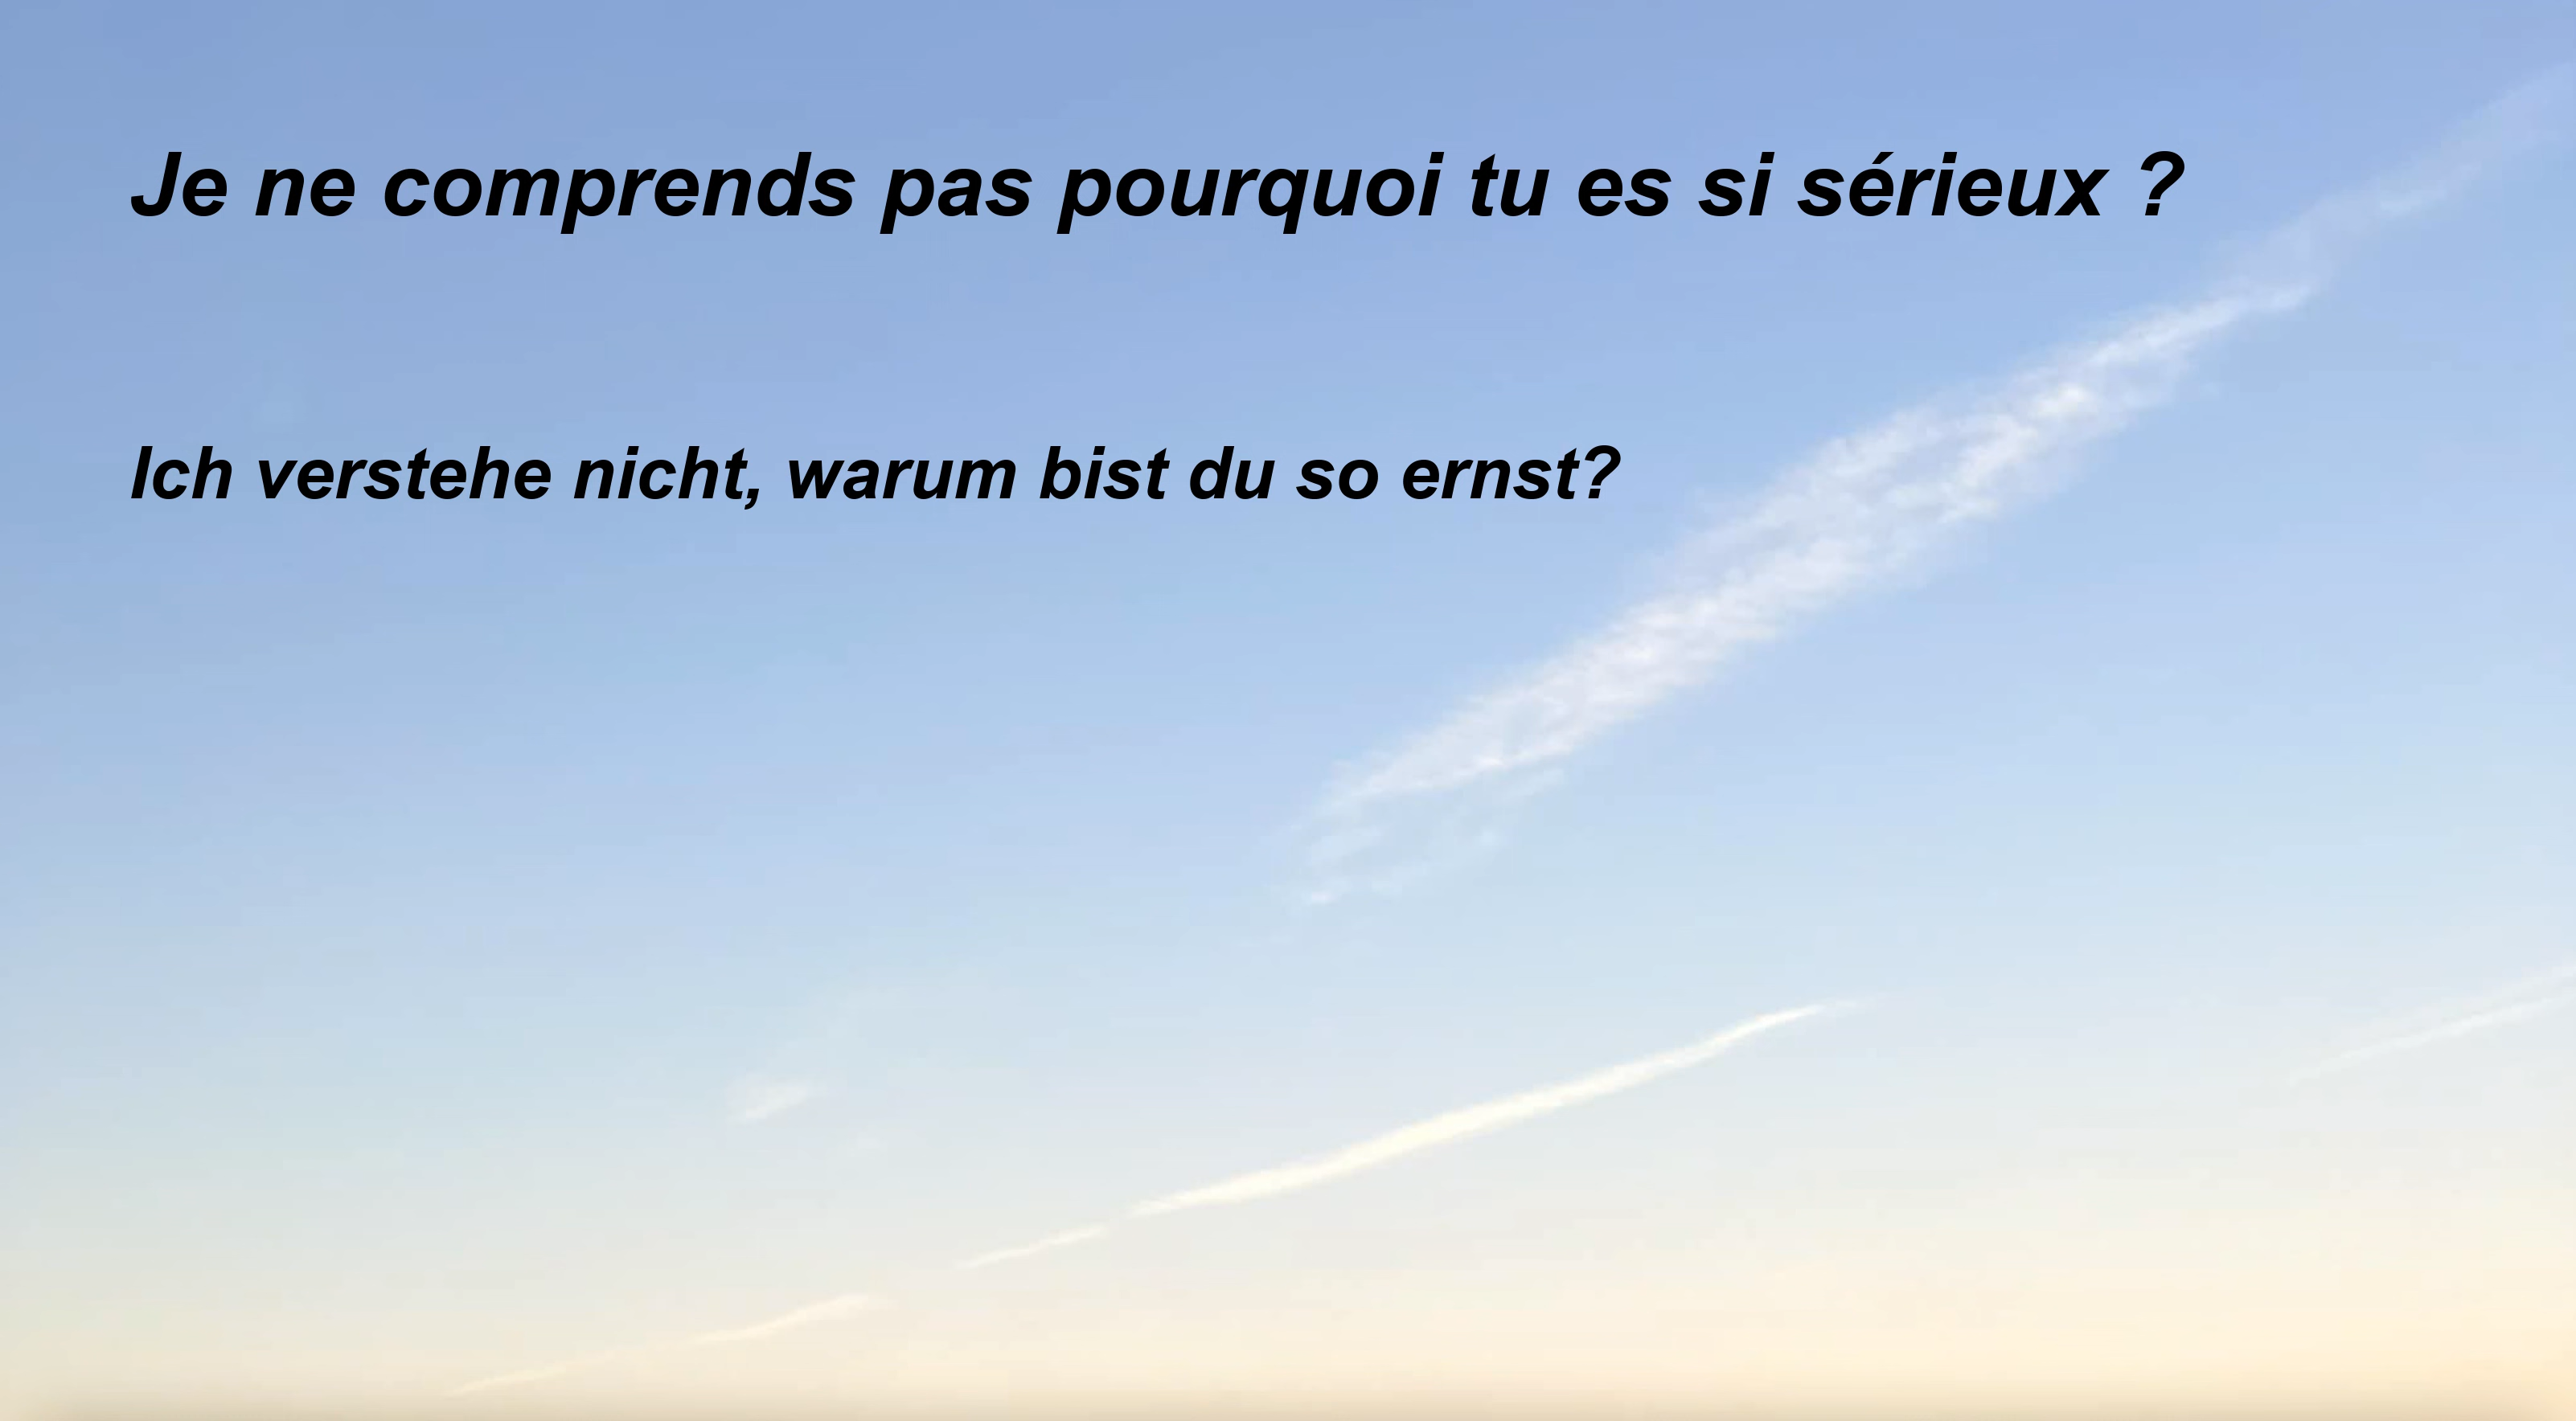 Je ne comprends pas pourquoi tu es si sérieux ?
Ich verstehe nicht, warum bist du so ernst?